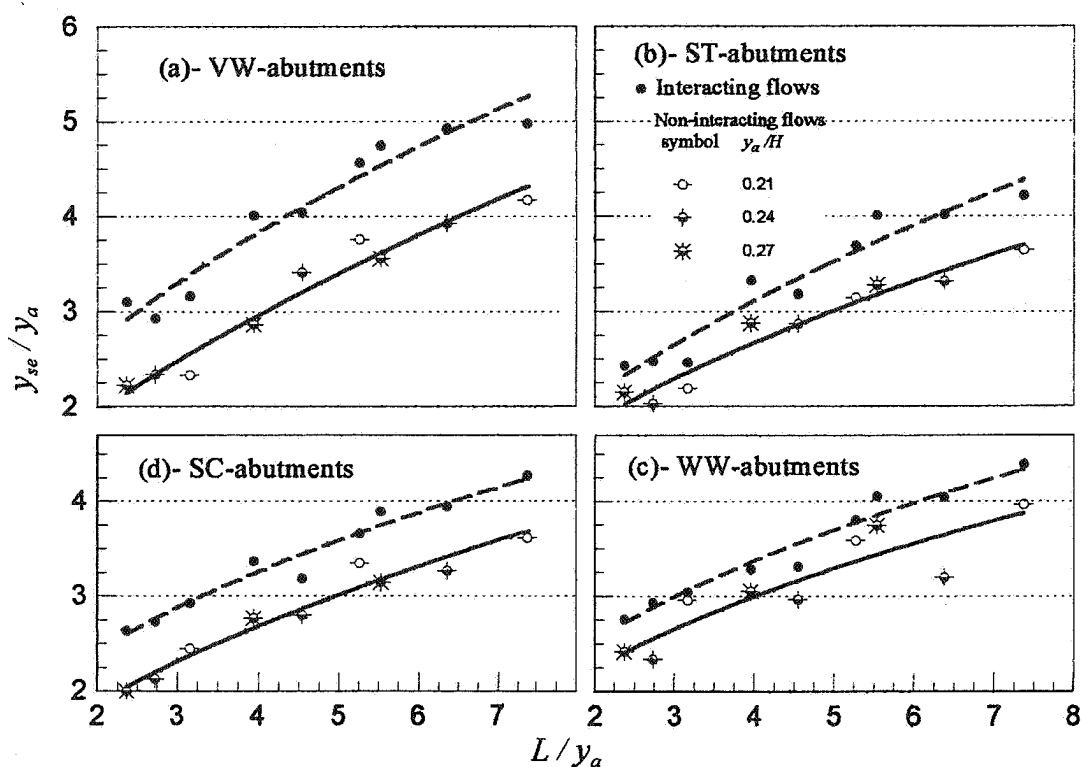 6
5
4
3
2
y_se / y_a
(a)- VW-abutments
(b)- ST-abutments
Interacting flows
Non-interacting flows
symbol y_a /H
0.21
0.24
0.27
4
3
2
(d)- SC-abutments
(c)- WW-abutments
2 3 4 5 6 7 2 3 4 5 6 7 8
L / y_a